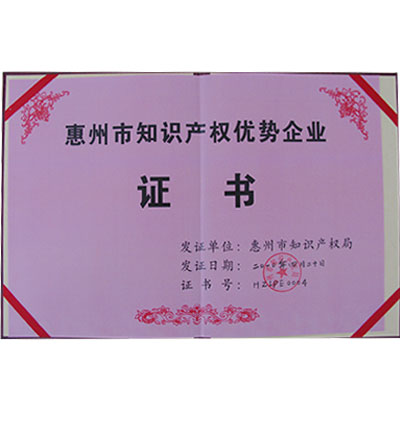 惠州市知识产权优势企业
证书
发证单位：惠州市知识产权局
发证日期：
证书号：